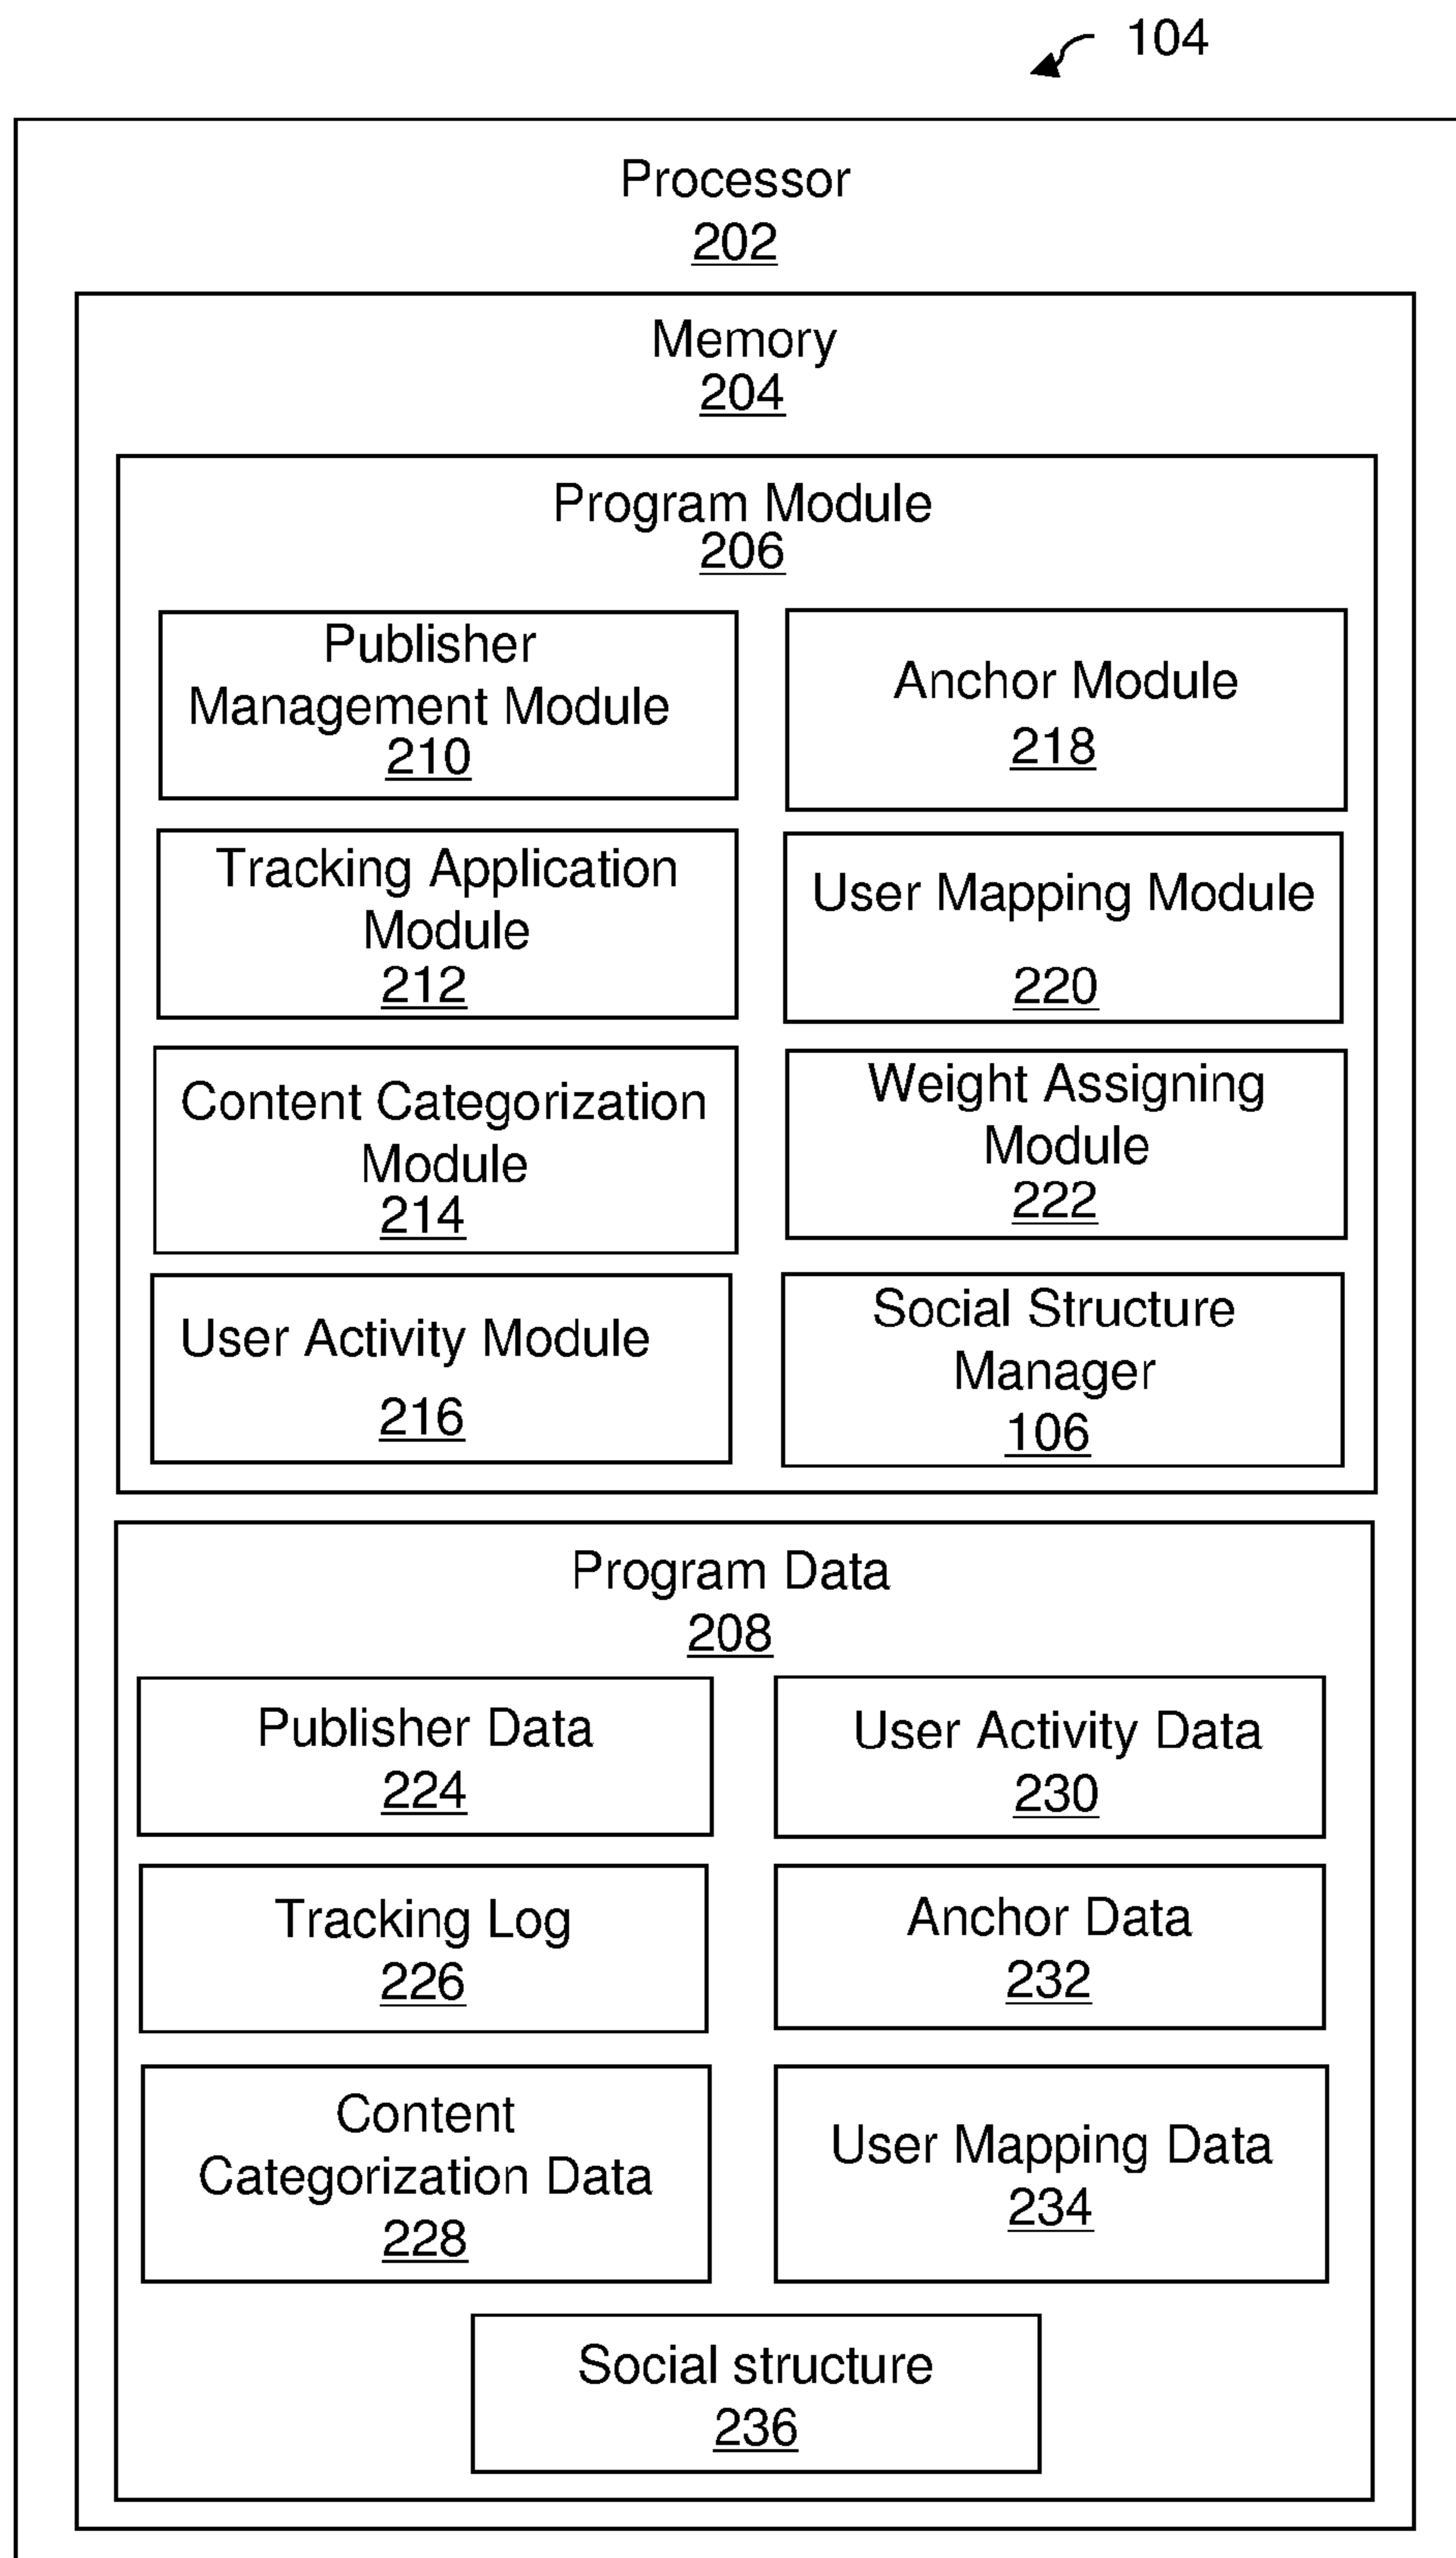 104
Processor
202
Memory
204
Program Module
206
Publisher
Management Module
210
Anchor Module
218
Tracking Application
Module
212
User Mapping Module
220
Content Categorization
Module
214
Weight Assigning
Module
222
User Activity Module
216
Social Structure
Manager
106
Program Data
208
Publisher Data
224
User Activity Data
230
Tracking Log
226
Anchor Data
232
Content
Categorization Data
228
User Mapping Data
234
Social structure
236